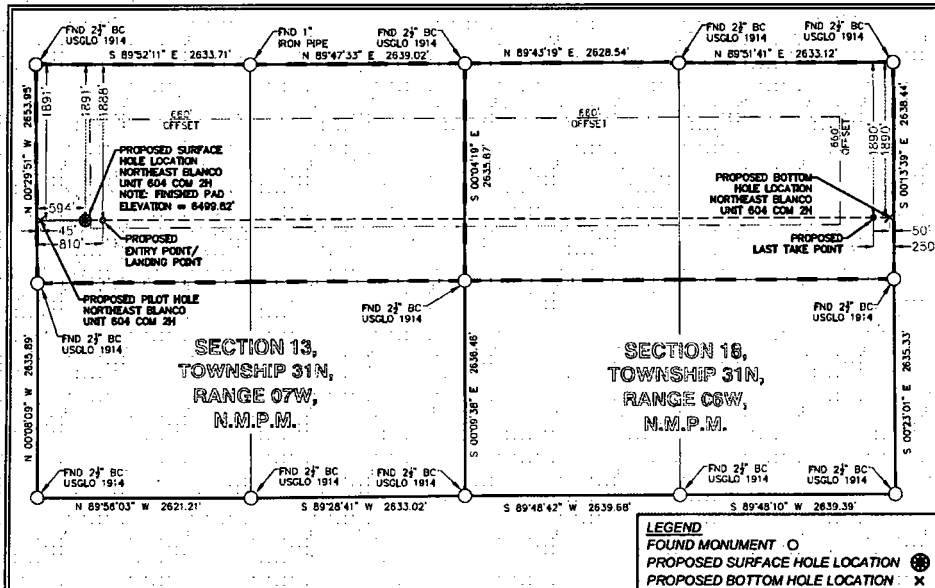 FND 2½" BC
USGLO 1914
S 89'52'11" E 2633.71'
FND 1"
IRON PIPE
N 89'47'33" E 2639.02'
FND 2½" BC
USGLO 1914
N 89'43'19" E 2628.54'
FND 2½" BC
USGLO 1914
N 89'51'41" E 2633.12'
FND 2½" BC
USGLO 1914
N 00'29'51" W 2653.95'
1891'
1891'
1888'
660'
OFFSET
S 00'04'19" E
2635.87'
660'
OFFSET
660'
OFFSET
1890'
1890'
S 00'13'39" E 2638.44'
PROPOSED SURFACE
HOLE LOCATION
NORTHEAST BLANCO
UNIT 604 COM 2H
NOTE: FINISHED PAD
ELEVATION = 6499.82'
594'
45'
810'
PROPOSED
ENTRY POINT/
LANDING POINT
PROPOSED BOTTOM
HOLE LOCATION
NORTHEAST BLANCO
UNIT 604 COM 2H
PROPOSED
LAST TAKE POINT
50'
250'
PROPOSED PILOT HOLE
NORTHEAST BLANCO
UNIT 604 COM 2H
FND 2½" BC
USGLO 1914
FND 2½" BC
USGLO 1914
FND 2½" BC
USGLO 1914
N 00'08'09" W 2635.89'
SECTION 13,
TOWNSHIP 31N,
RANGE 07W,
N.M.P.M.
S 00'09'38" E 2638.46'
SECTION 18,
TOWNSHIP 31N,
RANGE 06W,
N.M.P.M.
S 00'23'01" E 2635.33'
FND 2½" BC
USGLO 1914
FND 2½" BC
USGLO 1914
FND 2½" BC
USGLO 1914
FND 2½" BC
USGLO 1914
FND 2½" BC
USGLO 1914
N 89'58'03" W 2621.21'
S 89'28'41" W 2633.02'
S 89'48'42" W 2639.68'
S 89'48'10" W 2639.39'
LEGEND
FOUND MONUMENT
PROPOSED SURFACE HOLE LOCATION
PROPOSED BOTTOM HOLE LOCATION